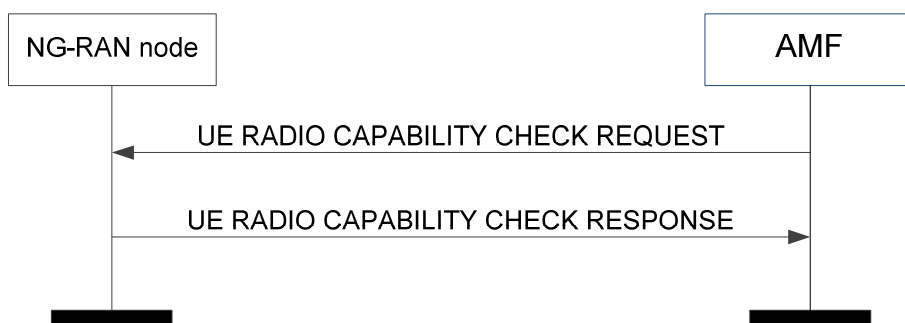 NG-RAN node
AMF
UE RADIO CAPABILITY CHECK REQUEST
UE RADIO CAPABILITY CHECK RESPONSE